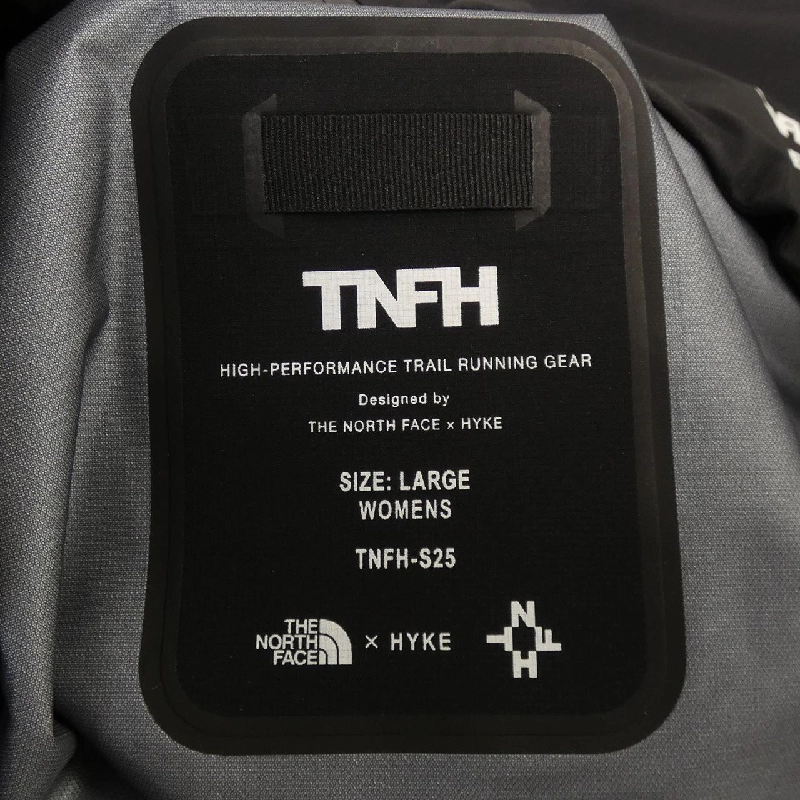 TNFH
HIGH-PERFORMANCE TRAIL RUNNING GEAR
Designed by
THE NORTH FACE × HYKE
SIZE: LARGE
WOMENS
TNFH-S25
THE
NORTH
FACE
× HYKE
N
T F
H